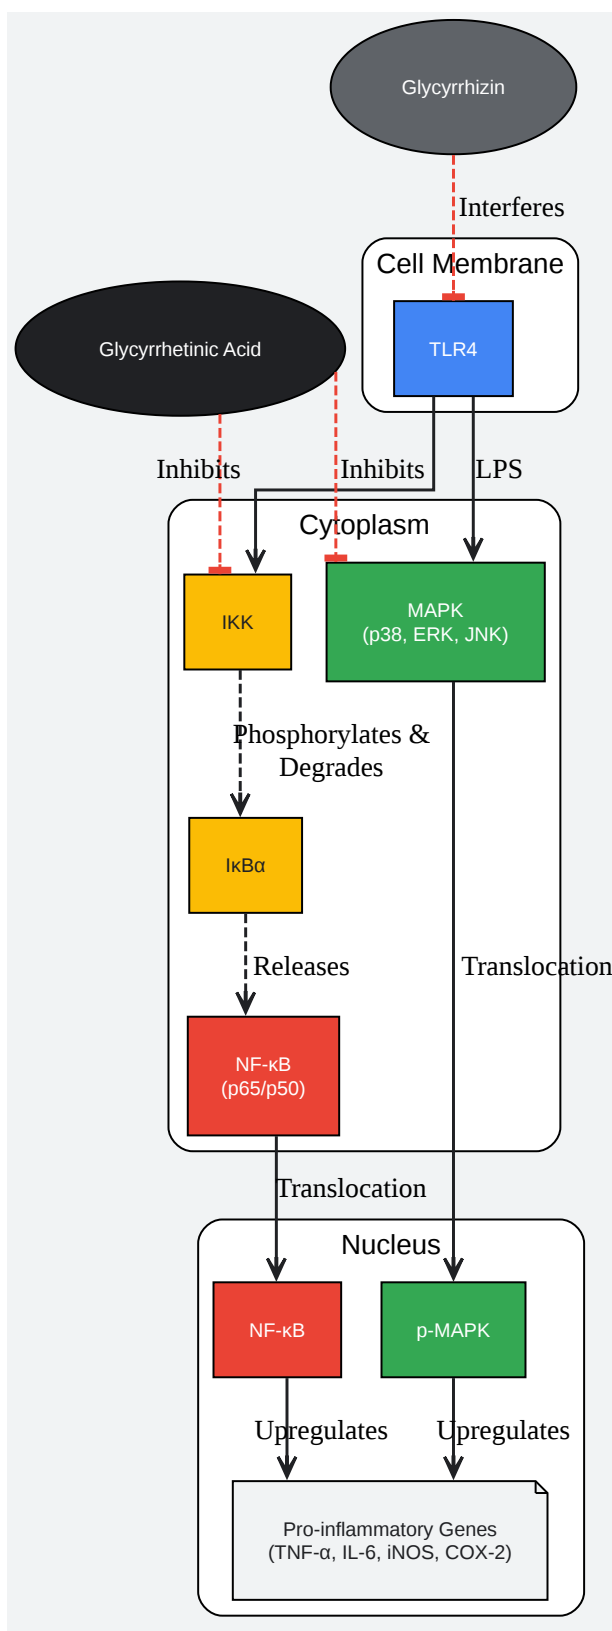 Glycyrrhizin
Interferes
Cell Membrane
TLR4
Glycyrrhetinic Acid
Inhibits
Inhibits
LPS
Cytoplasm
IKK
MAPK
(p38, ERK, JNK)
Phosphorylates &
Degrades
IκBα
Releases
Translocation
NF-κB
(p65/p50)
Translocation
Nucleus
NF-κB
p-MAPK
Upregulates
Upregulates
Pro-inflammatory Genes
(TNF-α, IL-6, iNOS, COX-2)